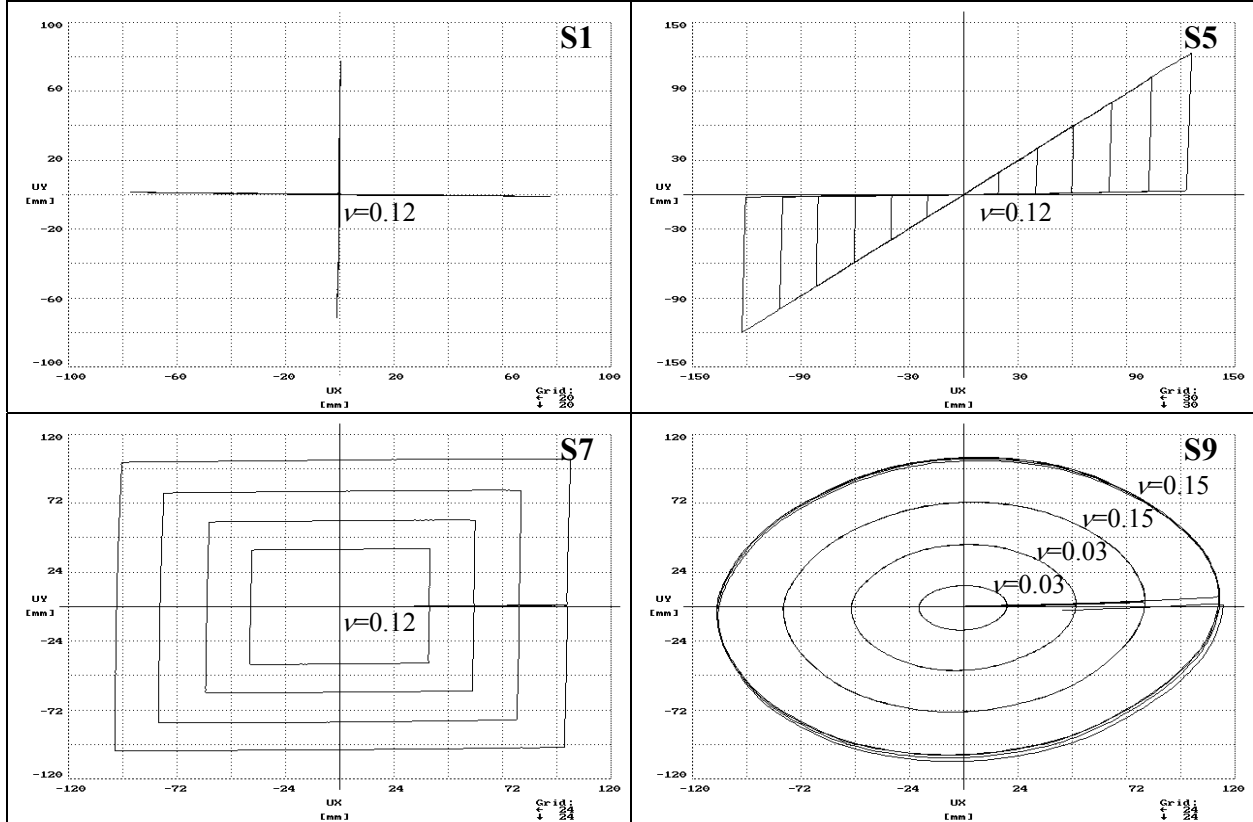 S1
100
60
20
UY
[mm]
-20
-60
-100
-100 -60 -20 20 60 100
UX
[mm]
Grid:
← 20
↓ 20
ν=0.12
S5
150
90
30
UY
[mm]
-30
-90
-150
-150 -90 -30 30 90 150
UX
[mm]
Grid:
← 30
↓ 30
ν=0.12
S7
120
72
24
UY
[mm]
-24
-72
-120
-120 -72 -24 24 72 120
UX
[mm]
Grid:
← 24
↓ 24
ν=0.12
S9
120
72
24
UY
[mm]
-24
-72
-120
-120 -72 -24 24 72 120
UX
[mm]
Grid:
← 24
↓ 24
ν=0.15
ν=0.15
ν=0.03
ν=0.03